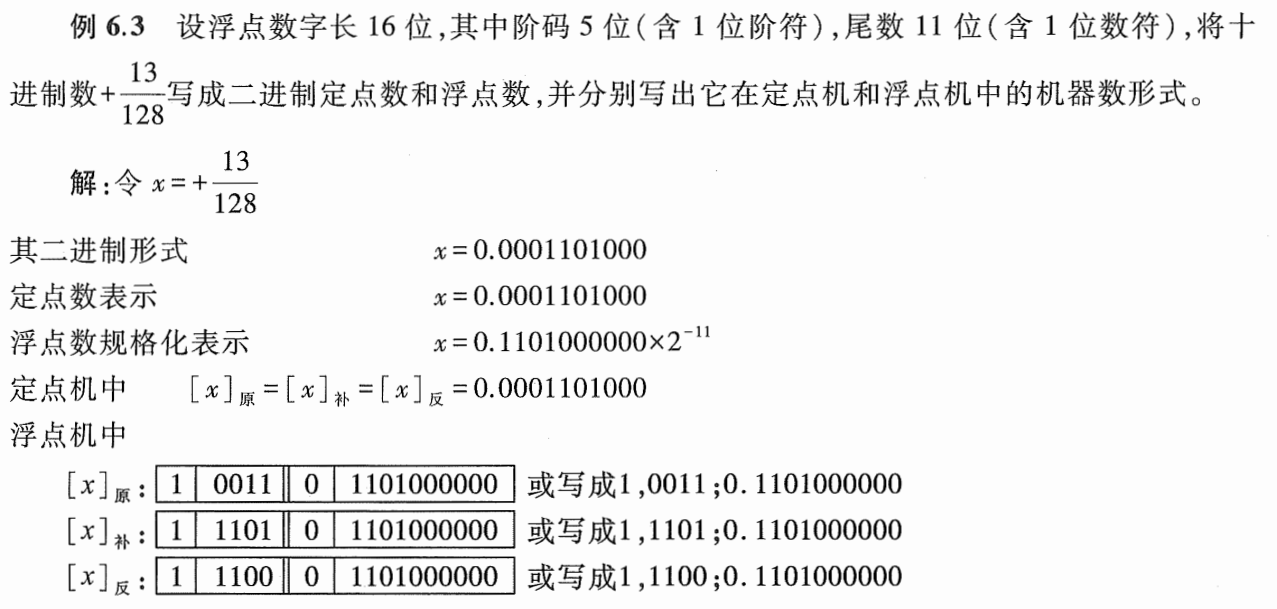 例 6.3 设浮点数字长 16 位,其中阶码 5 位(含 1 位阶符),尾数 11 位(含 1 位数符),将十
进制数+13/128写成二进制定点数和浮点数,并分别写出它在定点机和浮点机中的机器数形式。
解:令 x=+13/128
其二进制形式 x=0.0001101000
定点数表示 x=0.0001101000
浮点数规格化表示 x=0.1101000000×2⁻¹¹
定点机中 [x]原=[x]补=[x]反=0.0001101000
浮点机中
[x]原: 1 0011 0 1101000000 或写成1,0011;0.1101000000
[x]补: 1 1101 0 1101000000 或写成1,1101;0.1101000000
[x]反: 1 1100 0 1101000000 或写成1,1100;0.1101000000